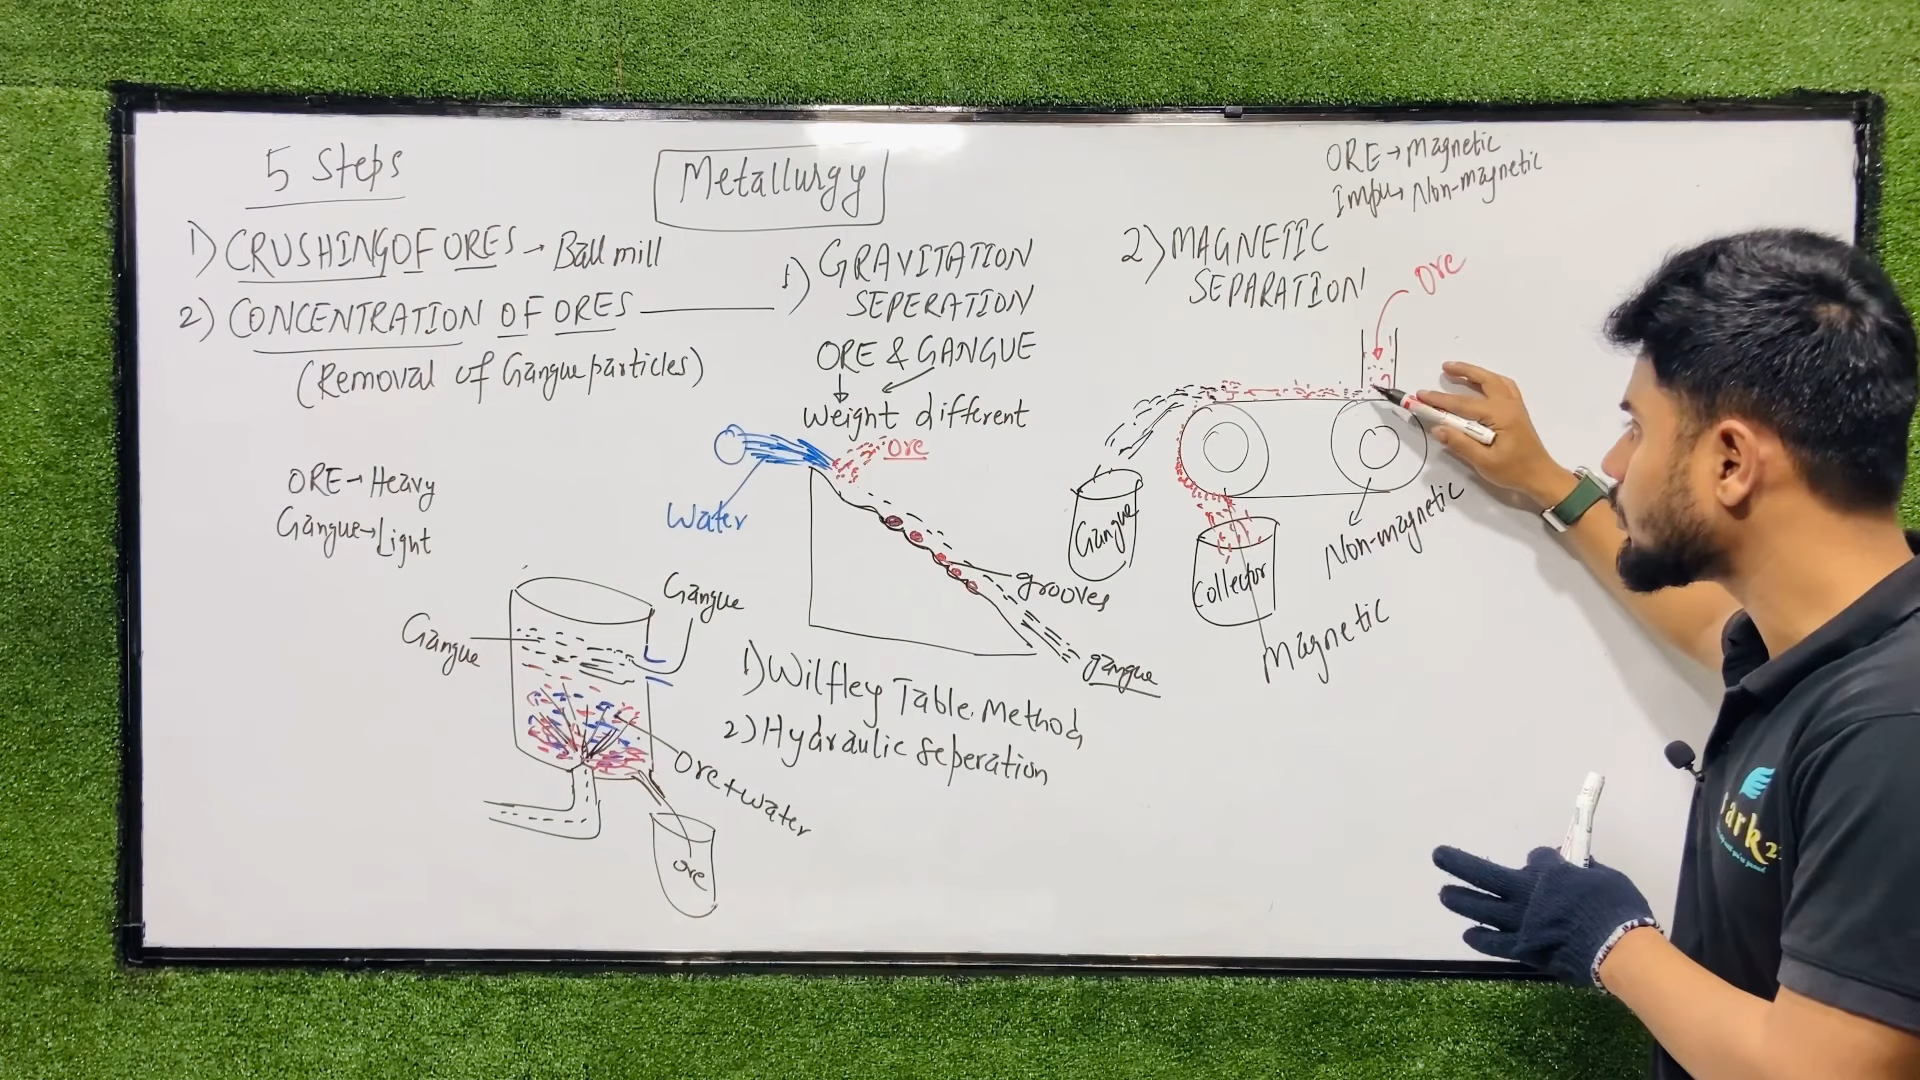 5 Steps
Metallurgy
1) CRUSHING OF ORES → Ball mill
2) CONCENTRATION OF ORES
(Removal of Gangue particles)
ORE → Heavy
Gangue → Light
1) GRAVITATION
SEPERATION
ORE & GANGUE
Weight different
Ore
Water
grooves
gangue
1) Wilfley Table Method
2) Hydraulic Seperation
Gangue
Gangue
Ore + Water
Ore
ORE → Magnetic
Impu → Non-magnetic
2) MAGNETIC
SEPARATION
Ore
Gangue
Collector
Non-magnetic
Magnetic